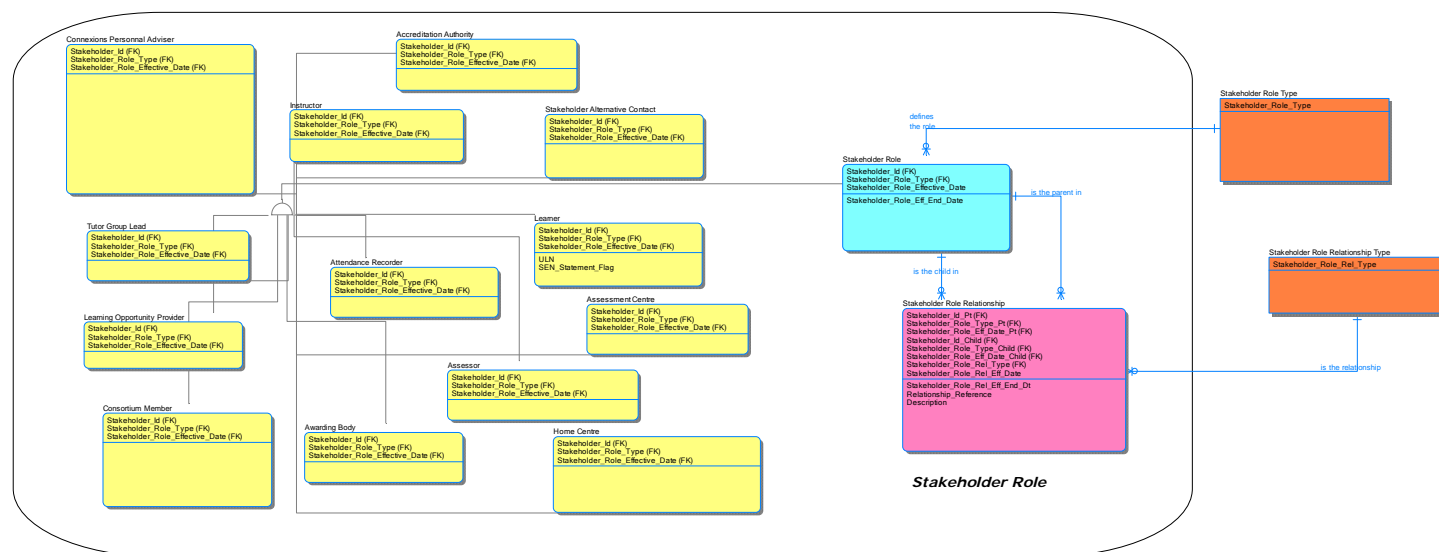 Connexions Personnal Adviser
Stakeholder_Id (FK)
Stakeholder_Role_Type (FK)
Stakeholder_Role_Effective_Date (FK)
Accreditation Authority
Stakeholder_Id (FK)
Stakeholder_Role_Type (FK)
Stakeholder_Role_Effective_Date (FK)
Instructor
Stakeholder_Id (FK)
Stakeholder_Role_Type (FK)
Stakeholder_Role_Effective_Date (FK)
Stakeholder Alternative Contact
Stakeholder_Id (FK)
Stakeholder_Role_Type (FK)
Stakeholder_Role_Effective_Date (FK)
Tutor Group Lead
Stakeholder_Id (FK)
Stakeholder_Role_Type (FK)
Stakeholder_Role_Effective_Date (FK)
Attendance Recorder
Stakeholder_Id (FK)
Stakeholder_Role_Type (FK)
Stakeholder_Role_Effective_Date (FK)
Learner
Stakeholder_Id (FK)
Stakeholder_Role_Type (FK)
Stakeholder_Role_Effective_Date (FK)
ULN
SEN_Statement_Flag
Learning Opportunity Provider
Stakeholder_Id (FK)
Stakeholder_Role_Type (FK)
Stakeholder_Role_Effective_Date (FK)
Assessment Centre
Stakeholder_Id (FK)
Stakeholder_Role_Type (FK)
Stakeholder_Role_Effective_Date (FK)
Assessor
Stakeholder_Id (FK)
Stakeholder_Role_Type (FK)
Stakeholder_Role_Effective_Date (FK)
Consortium Member
Stakeholder_Id (FK)
Stakeholder_Role_Type (FK)
Stakeholder_Role_Effective_Date (FK)
Awarding Body
Stakeholder_Id (FK)
Stakeholder_Role_Type (FK)
Stakeholder_Role_Effective_Date (FK)
Home Centre
Stakeholder_Id (FK)
Stakeholder_Role_Type (FK)
Stakeholder_Role_Effective_Date (FK)
defines
the role
Stakeholder Role
Stakeholder_Id (FK)
Stakeholder_Role_Type (FK)
Stakeholder_Role_Effective_Date
Stakeholder_Role_Eff_End_Date
is the parent in
is the child in
Stakeholder Role Relationship
Stakeholder_Id_Pt (FK)
Stakeholder_Role_Type_Pt (FK)
Stakeholder_Role_Eff_Date_Pt (FK)
Stakeholder_Id_Child (FK)
Stakeholder_Role_Type_Child (FK)
Stakeholder_Role_Eff_Date_Child (FK)
Stakeholder_Role_Rel_Type (FK)
Stakeholder_Role_Rel_Eff_Date
Stakeholder_Role_Rel_Eff_End_Dt
Relationship_Reference
Description
Stakeholder Role
Stakeholder Role Type
Stakeholder_Role_Type
Stakeholder Role Relationship Type
Stakeholder_Role_Rel_Type
is the relationship